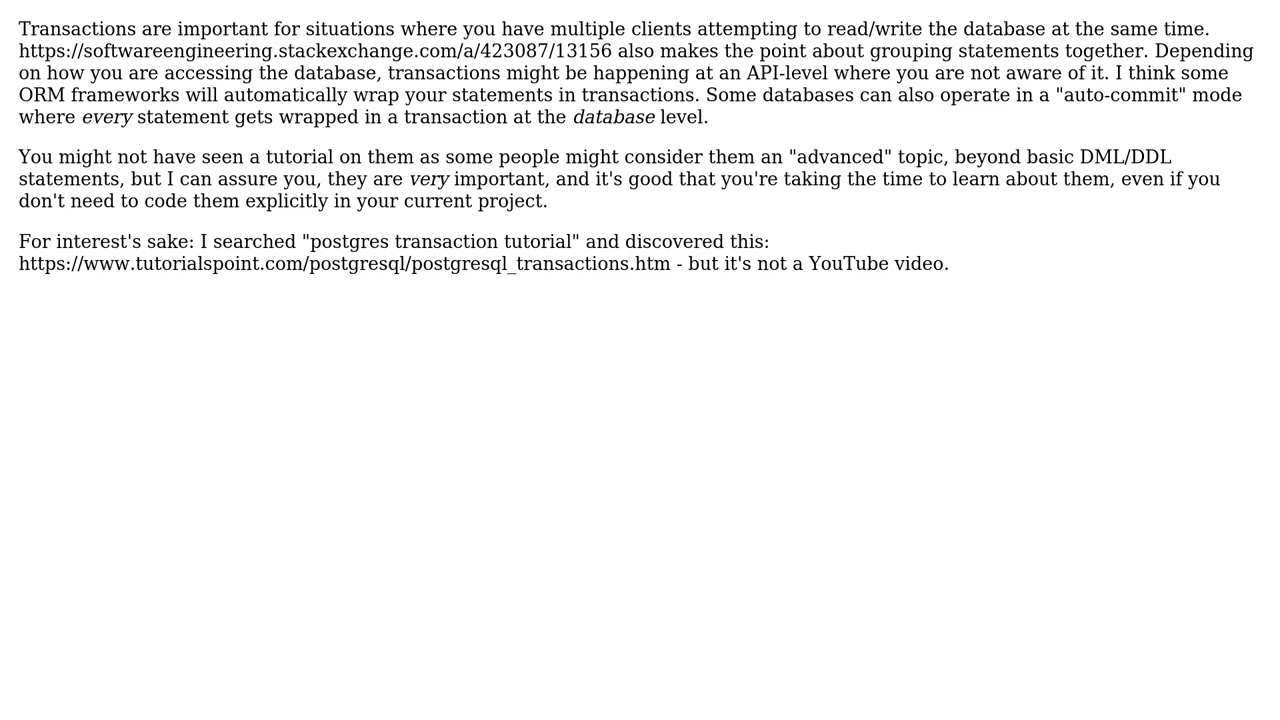 Transactions are important for situations where you have multiple clients attempting to read/write the database at the same time.
https://softwareengineering.stackexchange.com/a/423087/13156 also makes the point about grouping statements together. Depending
on how you are accessing the database, transactions might be happening at an API-level where you are not aware of it. I think some
ORM frameworks will automatically wrap your statements in transactions. Some databases can also operate in a "auto-commit" mode
where every statement gets wrapped in a transaction at the database level.
You might not have seen a tutorial on them as some people might consider them an "advanced" topic, beyond basic DML/DDL
statements, but I can assure you, they are very important, and it's good that you're taking the time to learn about them, even if you
don't need to code them explicitly in your current project.
For interest's sake: I searched "postgres transaction tutorial" and discovered this:
https://www.tutorialspoint.com/postgresql/postgresql_transactions.htm - but it's not a YouTube video.